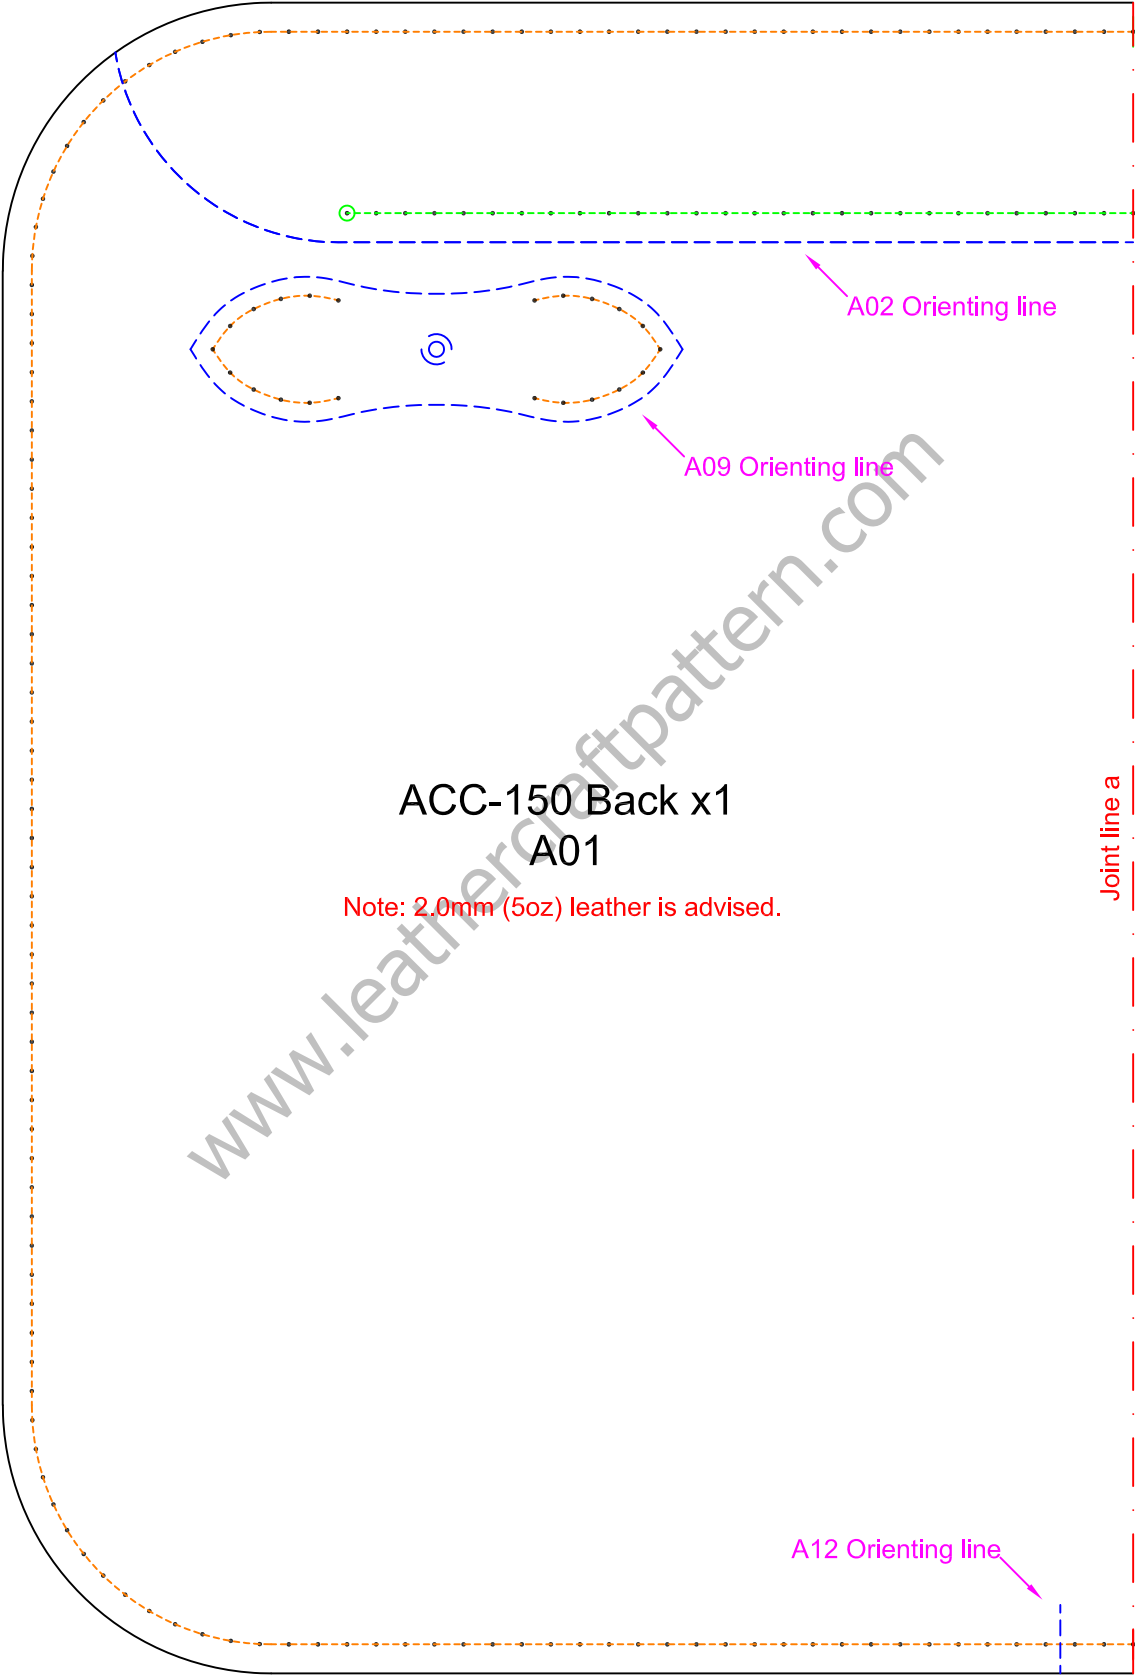 A02 Orienting line
A09 Orienting line
www.leathercraftpattern.com
ACC-150 Back x1
A01
Note: 2.0mm (5oz) leather is advised.
Joint line a
A12 Orienting line